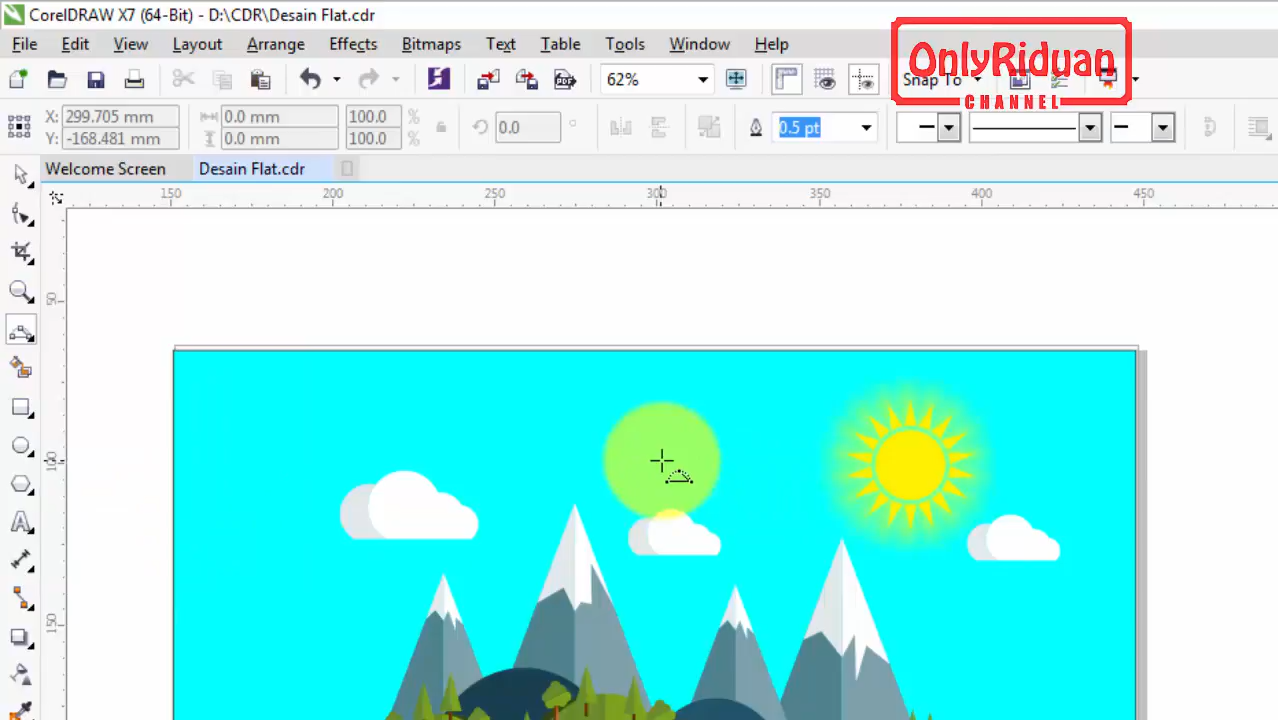 CorelDRAW X7 (64-Bit) - D:\CDR\Desain Flat.cdr
File Edit View Layout Arrange Effects Bitmaps Text Table Tools Window Help
OnlyRiduan
CHANNEL
62% Snap To
X: 299.705 mm 0.0 mm 100.0 % 0.0 ° 0.5 pt
Y: -168.481 mm 0.0 mm 100.0 %
Welcome Screen Desain Flat.cdr
150 200 250 300 350 400 450
50
100
150